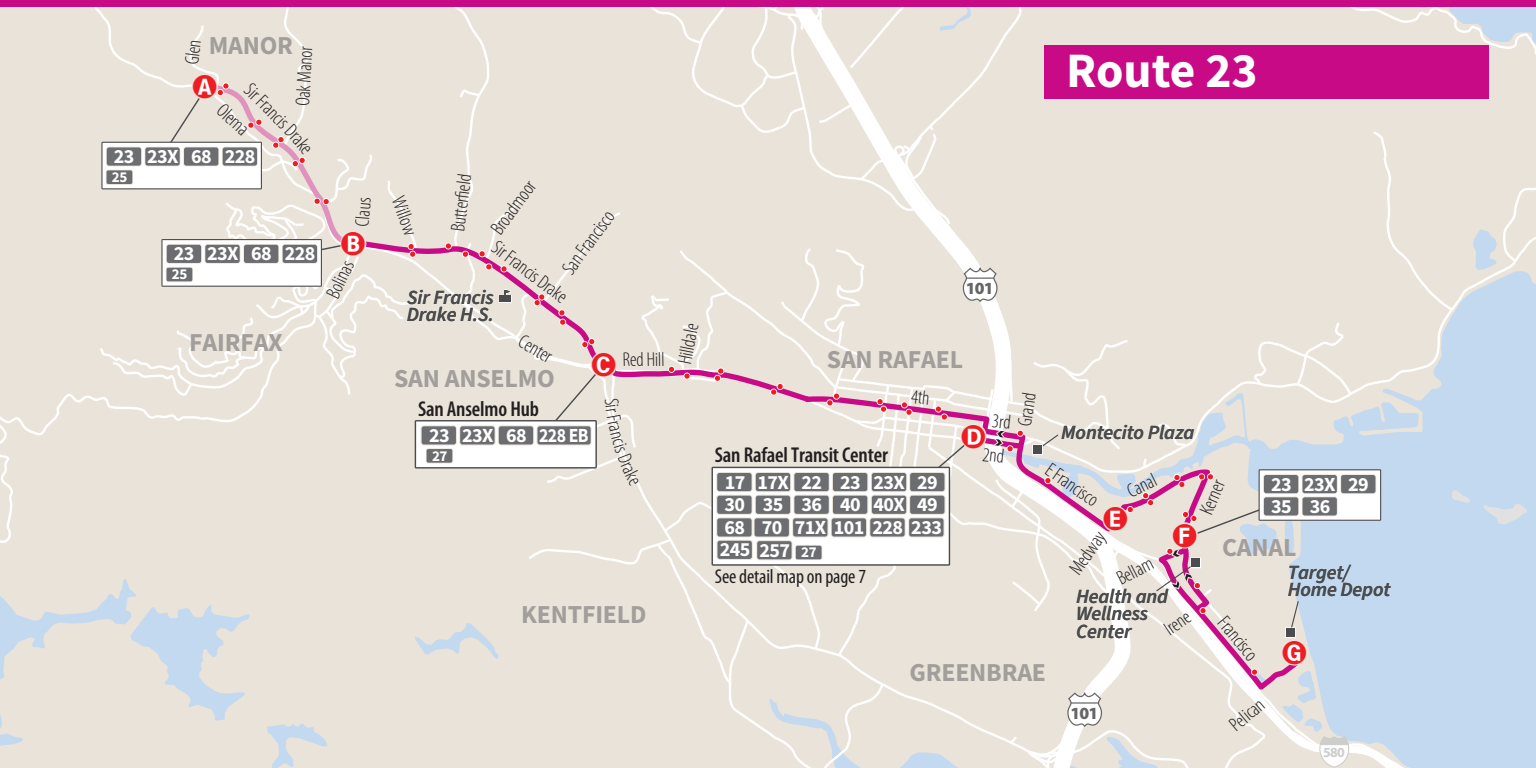 Route 23
Glen
MANOR
Oak Manor
A
Sir Francis Drake
Olema
23 23X 68 228
25
Claus
Willow
Butterfield
Broadmoor
San Francisco
B
23 23X 68 228
25
Bolinas
Sir Francis Drake
Sir Francis
Drake H.S.
101
FAIRFAX
Center
SAN ANSELMO
C
Red Hill
Hilldale
SAN RAFAEL
San Anselmo Hub
23 23X 68 228 EB
27
Sir Francis Drake
4th
3rd
Grand
D
2nd
Montecito Plaza
San Rafael Transit Center
17 17X 22 23 23X 29
30 35 36 40 40X 49
68 70 71X 101 228 233
245 257 27
See detail map on page 7
E Francisco
Canal
Kerner
23 23X 29
35 36
E
F
Medway
Bellam
CANAL
Health and
Wellness
Center
Target/
Home Depot
Irene
Francisco
G
KENTFIELD
GREENBRAE
101
Pelican
580